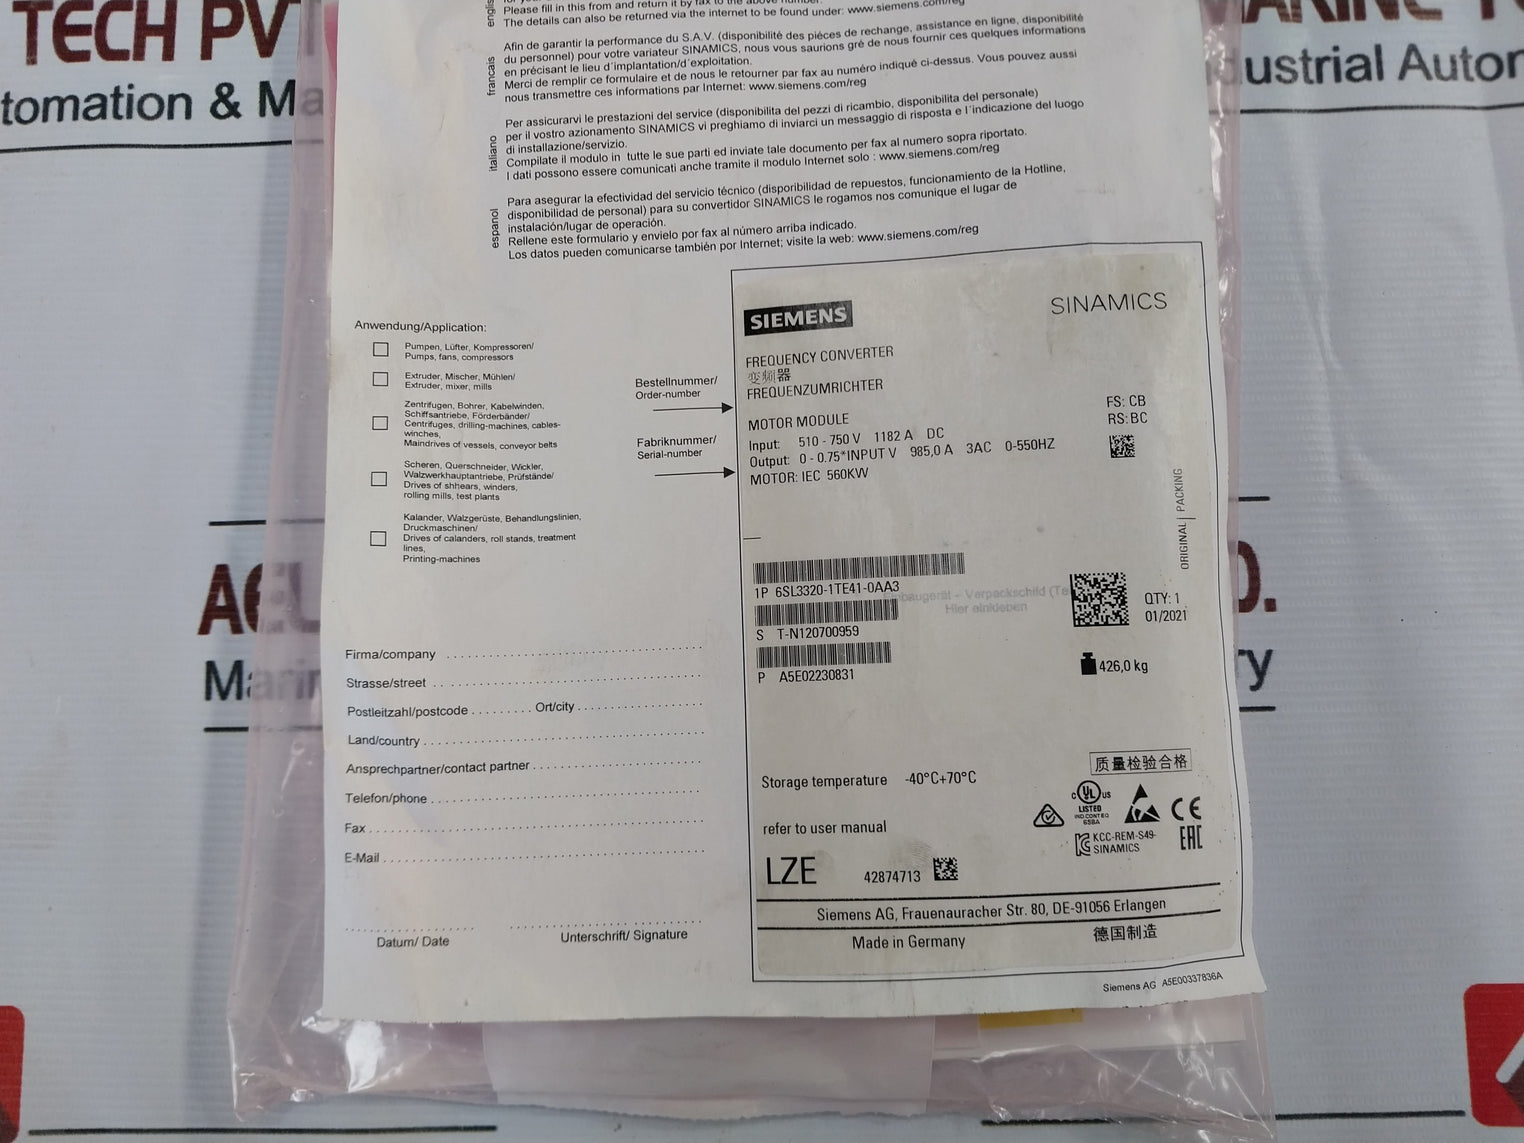 TECH PVT
tomation & Ma
ARINE T
ustrial Autom
english
Please fill in this from and return it by fax to the above number.
The details can also be returned via the internet to be found under: www.siemens.com/reg
francais
Afin de garantir la performance du S.A.V. (disponibilité des piéces de rechange, assistance en ligne, disponibilité
du personnel) pour votre variateur SINAMICS, nous vous saurions gré de nous fournir ces quelques informations
en précisant le lieu d'implantation/d'exploitation.
Merci de remplir ce formulaire et de nous le retourner par fax au numéro indiqué ci-dessus. Vous pouvez aussi
nous transmettre ces informations par Internet: www.siemens.com/reg
italiano
Per assicurarvi le prestazioni del service (disponibilita del pezzi di ricambio, disponibilita del personale)
per il vostro azionamento SINAMICS vi preghiamo di inviarci un messaggio di risposta e l'indicazione del luogo
di installazione/servizio.
Compilate il modulo in tutte le sue parti ed inviate tale documento per fax al numero sopra riportato.
I dati possono essere comunicati anche tramite il modulo Internet solo : www.siemens.com/reg
espanol
Para asegurar la efectividad del servicio técnico (disporibilidad de repuestos, funcionamiento de la Hotline,
disponibilidad de personal) para su convertidor SINAMICS le rogamos nos comunique el lugar de
instalación/lugar de operación.
Rellene este formulario y envielo por fax al número arriba indicado.
Los datos pueden comunicarse también por Internet; visite la web: www.siemens.com/reg
Anwendung/Application:
Pumpen, Lüfter, Kompressoren/
Pumps, fans, compressors
Extruder, Mischer, Mühlen/
Extruder, mixer, mills
Zentrifugen, Bohrer, Kabelwinden,
Schiffsantriebe, Förderbänder/
Centrifuges, drilling-machines, cables-
winches,
Maindrives of vessels, conveyor belts
Scheren, Querschneider, Wickler,
Walzwerkhauptantriebe, Prüfstände/
Drives of shhears, winders,
rolling mills, test plants
Kalander, Walzgerüste, Behandlungslinien,
Druckmaschinen/
Drives of calanders, roll stands, treatment
lines,
Printing-machines
Bestellnummer/
Order-number
Fabriknummer/
Serial-number
Firma/company
Strasse/street
Postleitzahl/postcode Ort/city
Land/country
Ansprechpartner/contact partner
Telefon/phone
Fax
E-Mail
Datum/ Date
Unterschrift/ Signature
SIEMENS
SINAMICS
FREQUENCY CONVERTER
变频器
FREQUENZUMRICHTER
FS: CB
RS: BC
MOTOR MODULE
Input: 510 - 750 V 1182 A DC
Output: 0 - 0.75*INPUT V 985,0 A 3AC 0-550HZ
MOTOR: IEC 560KW
ORIGINAL PACKING
1P 6SL3320-1TE41-0AA3
baugerät – Verpackschild
Hier einkleben
S T-N120700959
P A5E02230831
QTY: 1
01/2021
426,0 kg
Storage temperature -40°C+70°C
质量检验合格
refer to user manual
c UL us
LISTED
IND.CONT.EQ
65BA
CE
KCC-REM-S49-
SINAMICS
EAC
LZE
42874713
Siemens AG, Frauenauracher Str. 80, DE-91056 Erlangen
Made in Germany
德国制造
Siemens AG A5E00337836A